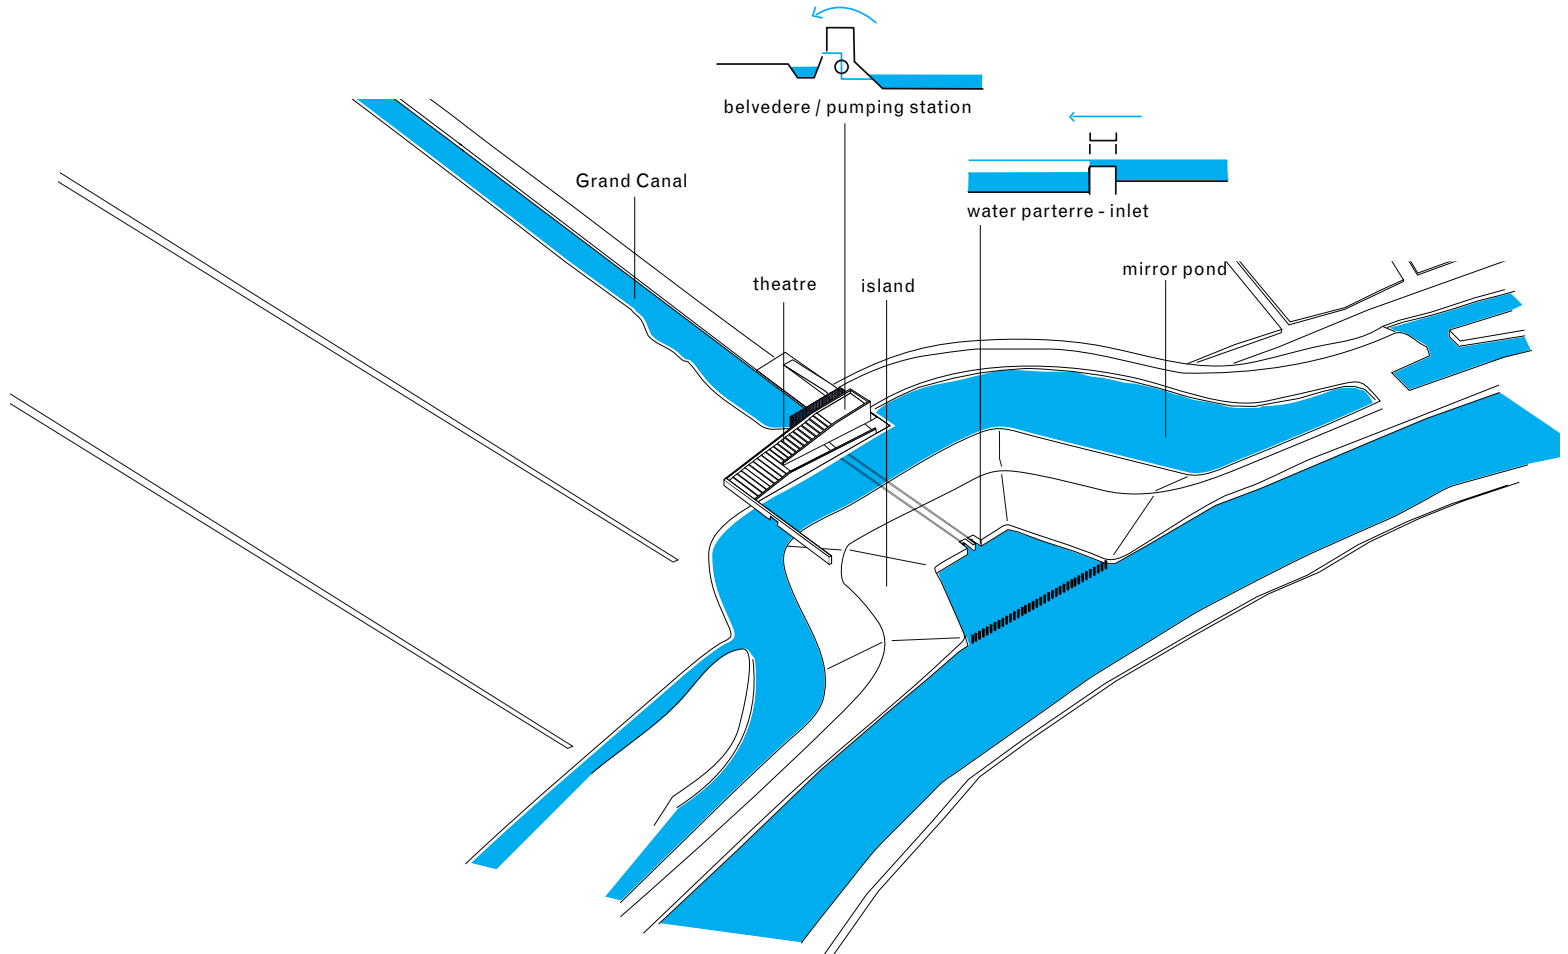 belvedere / pumping station
Grand Canal
water parterre - inlet
mirror pond
theatre
island